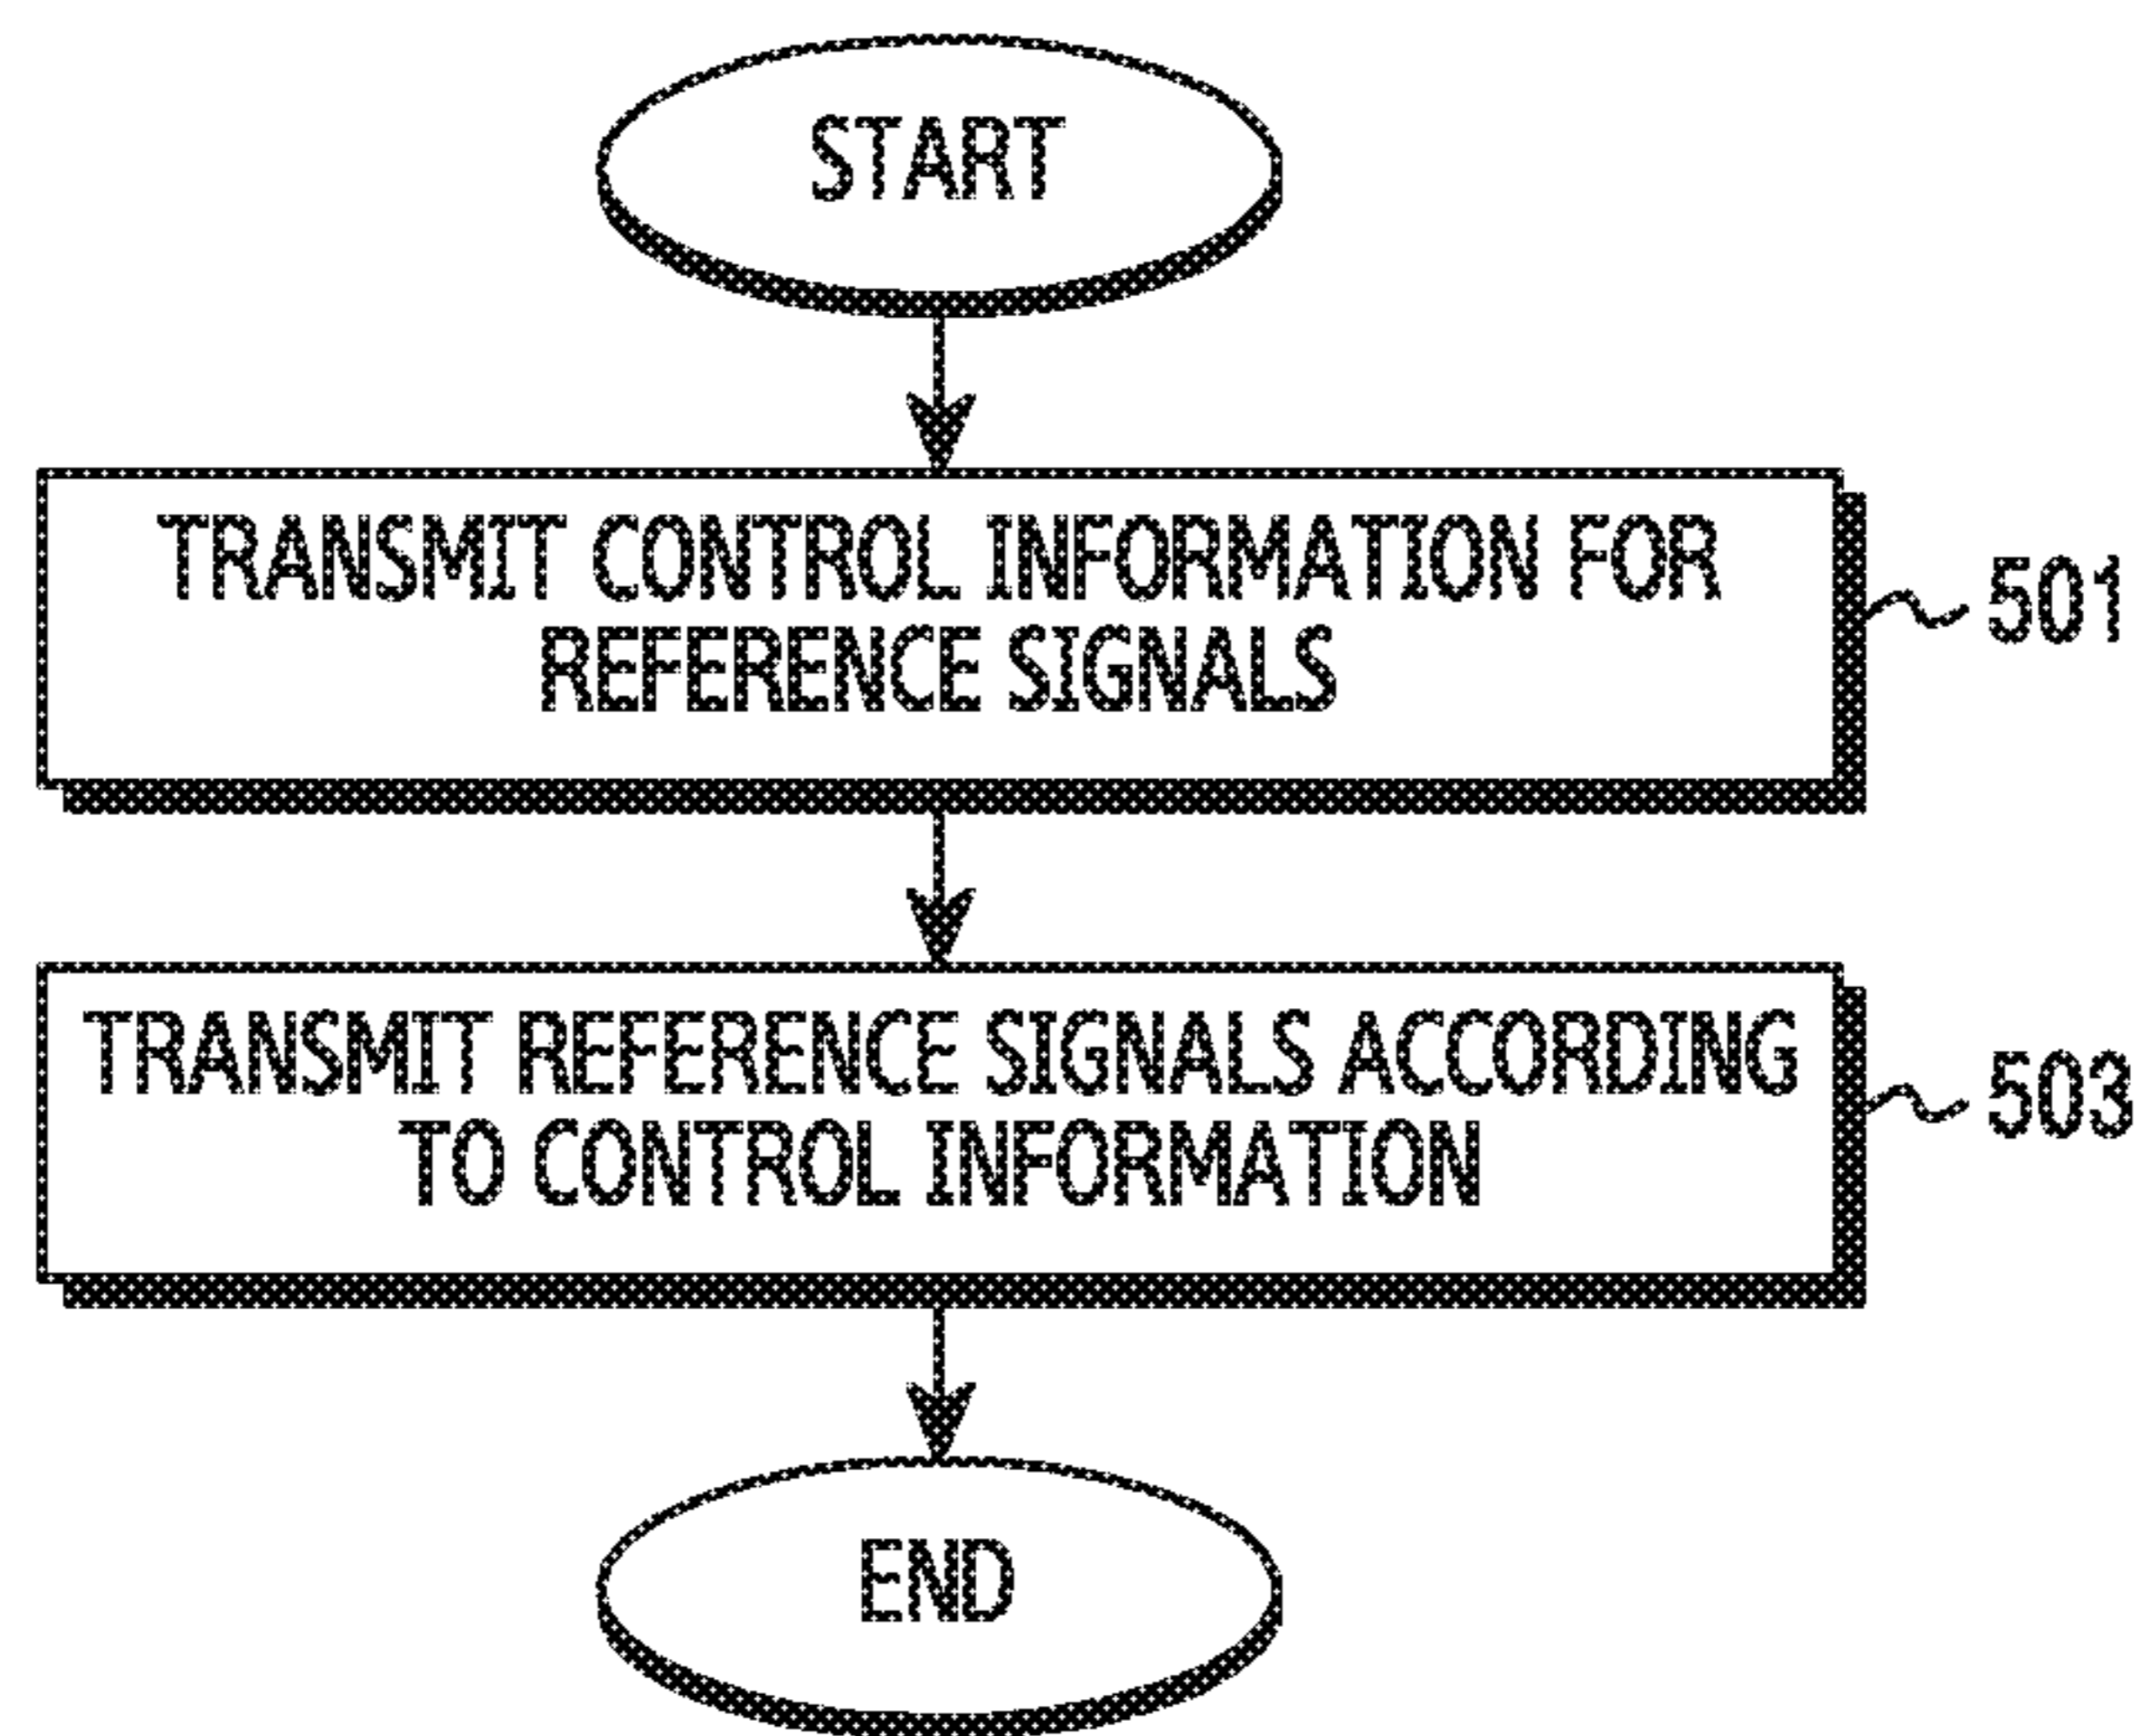 START
TRANSMIT CONTROL INFORMATION FOR
REFERENCE SIGNALS
501
TRANSMIT REFERENCE SIGNALS ACCORDING
TO CONTROL INFORMATION
503
END